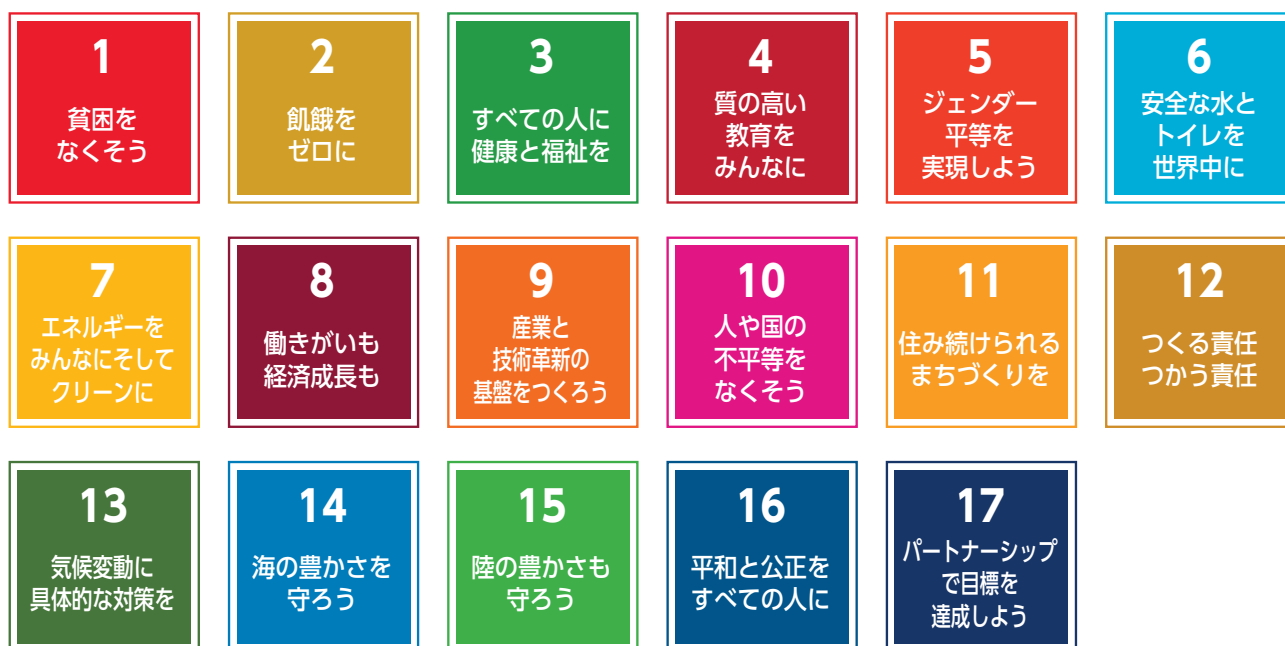 1
貧困を
なくそう
2
飢餓を
ゼロに
3
すべての人に
健康と福祉を
4
質の高い
教育を
みんなに
5
ジェンダー
平等を
実現しよう
6
安全な水と
トイレを
世界中に
7
エネルギーを
みんなにそして
クリーンに
8
働きがいも
経済成長も
9
産業と
技術革新の
基盤をつくろう
10
人や国の
不平等を
なくそう
11
住み続けられる
まちづくりを
12
つくる責任
つかう責任
13
気候変動に
具体的な対策を
14
海の豊かさを
守ろう
15
陸の豊かさも
守ろう
16
平和と公正を
すべての人に
17
パートナーシップ
で目標を
達成しよう